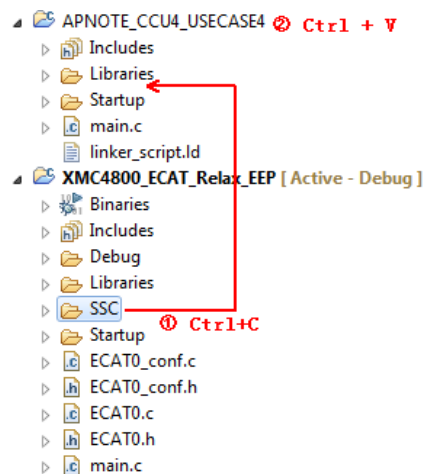 APNOTE_CCU4_USECASE4 ② Ctrl + V
Includes
Libraries
Startup
.c main.c
linker_script.ld
XMC4800_ECAT_Relax_EEP [ Active - Debug ]
Binaries
Includes
Debug
Libraries
SSC
① Ctrl+C
Startup
.c ECAT0_conf.c
.h ECAT0_conf.h
.c ECAT0.c
.h ECAT0.h
.c main.c